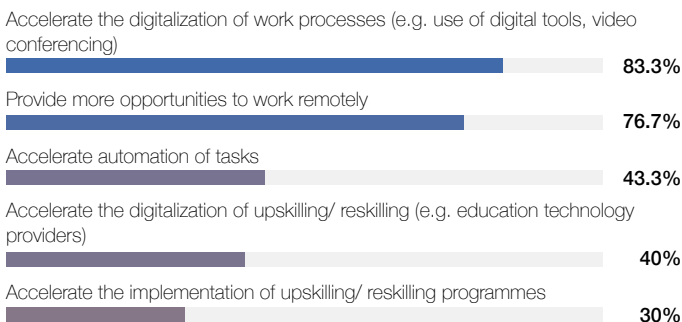 Accelerate the digitalization of work processes (e.g. use of digital tools, video
conferencing)
83.3%
Provide more opportunities to work remotely
76.7%
Accelerate automation of tasks
43.3%
Accelerate the digitalization of upskilling/ reskilling (e.g. education technology
providers)
40%
Accelerate the implementation of upskilling/ reskilling programmes
30%